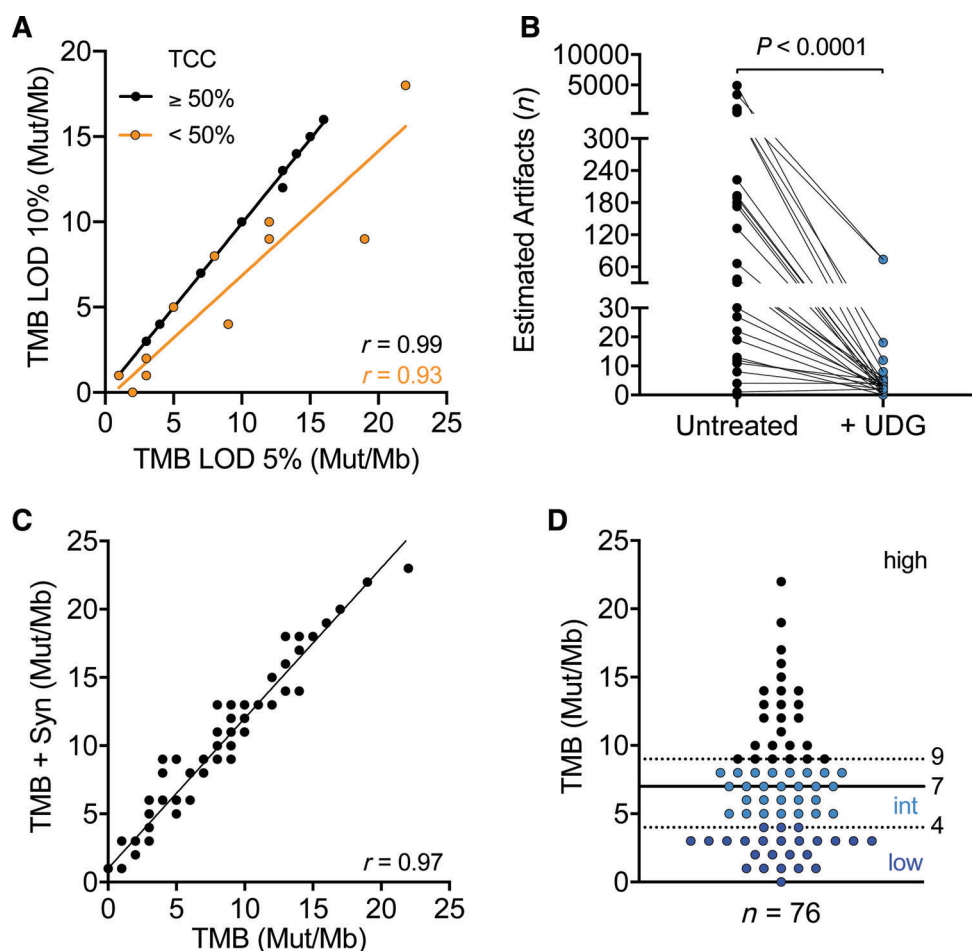 A
TMB LOD 10% (Mut/Mb)
20
15
10
5
0
TCC
≥ 50%
< 50%
r = 0.99
r = 0.93
0 5 10 15 20 25
TMB LOD 5% (Mut/Mb)
B
Estimated Artifacts (n)
P < 0.0001
10000
5000
300
240
180
120
60
30
20
10
0
Untreated + UDG
C
TMB + Syn (Mut/Mb)
25
20
15
10
5
0
r = 0.97
0 5 10 15 20 25
TMB (Mut/Mb)
D
TMB (Mut/Mb)
25
20
15
10
5
0
high
9
7
int
4
low
n = 76